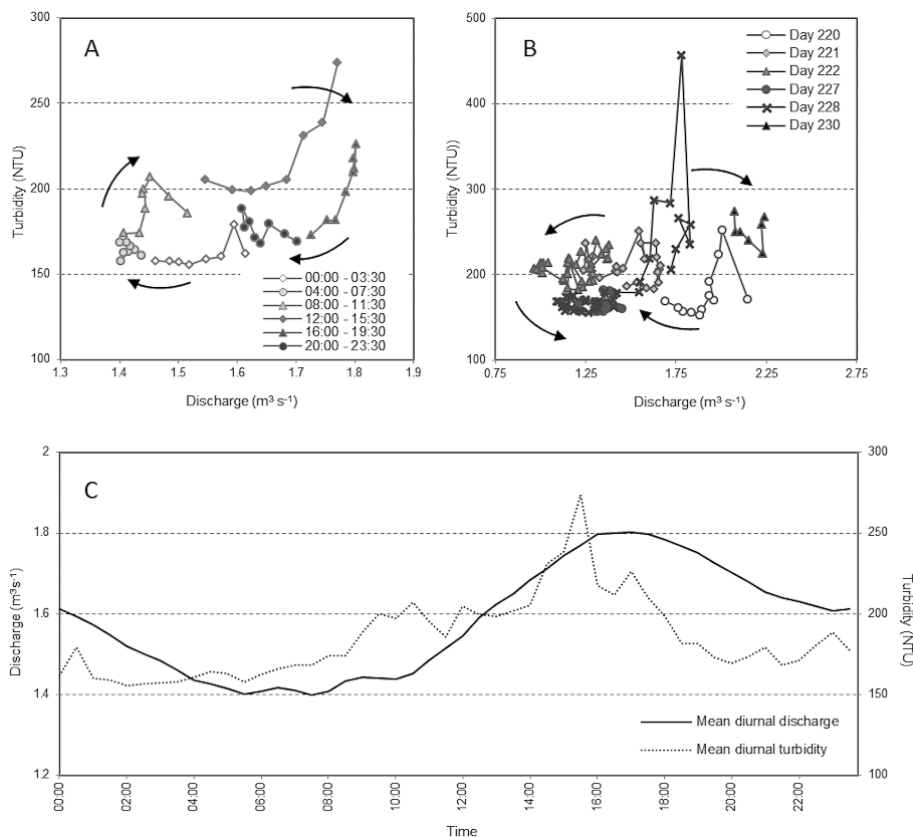 A
300
250
200
150
100
Turbidity (NTU)
1.3 1.4 1.5 1.6 1.7 1.8
Discharge (m³ s⁻¹)
00:00 - 03:30
04:00 - 07:30
08:00 - 11:30
12:00 - 15:30
16:00 - 19:30
20:00 - 23:30
B
500
400
300
200
100
Turbidity (NTU))
0.75 1.25 1.75 2.25 2.75
Discharge (m³ s⁻¹)
Day 220
Day 221
Day 222
Day 227
Day 228
Day 230
C
2
1.8
1.6
1.4
1.2
Discharge (m³s⁻¹)
300
250
200
150
100
Turbidity (NTU)
Mean diurnal discharge
Mean diurnal turbidity
00:00 02:00 04:00 06:00 08:00 10:00 12:00 14:00 16:00 18:00 20:00 22:00
Time